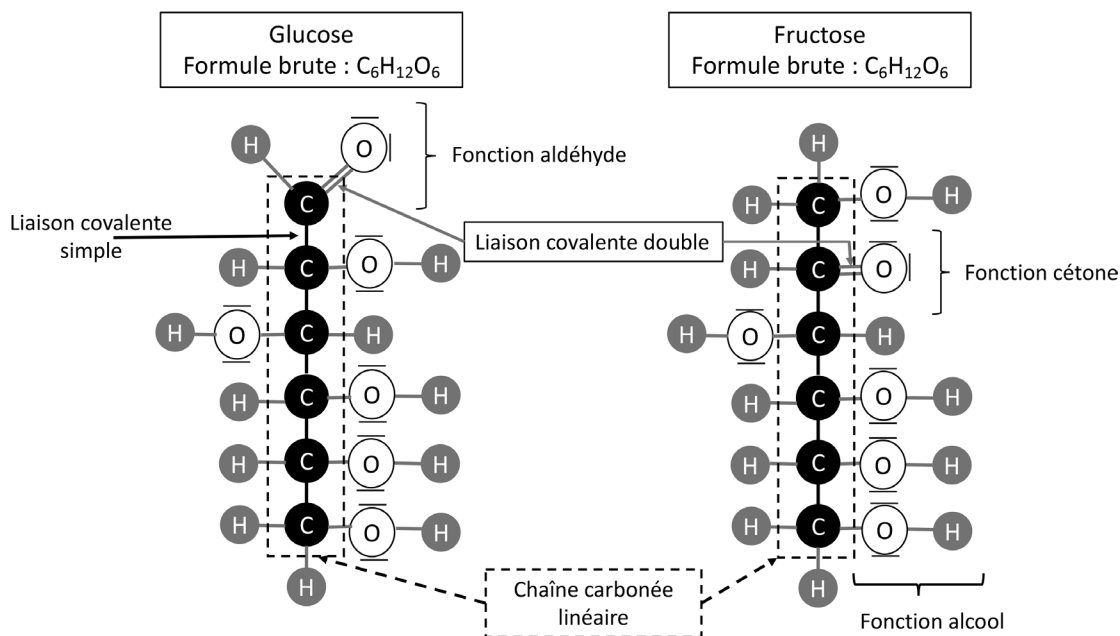 Glucose
Formule brute : C₆H₁₂O₆
Fructose
Formule brute : C₆H₁₂O₆
H
O
Fonction aldéhyde
H
C
C
H
O
H
Liaison covalente
simple
Liaison covalente double
H
C
O
H
H
C
O
Fonction cétone
H
O
C
H
H
O
C
H
H
C
O
H
H
C
O
H
H
C
O
H
H
C
O
H
H
C
O
H
H
C
O
H
H
H
Chaîne carbonée
linéaire
Fonction alcool